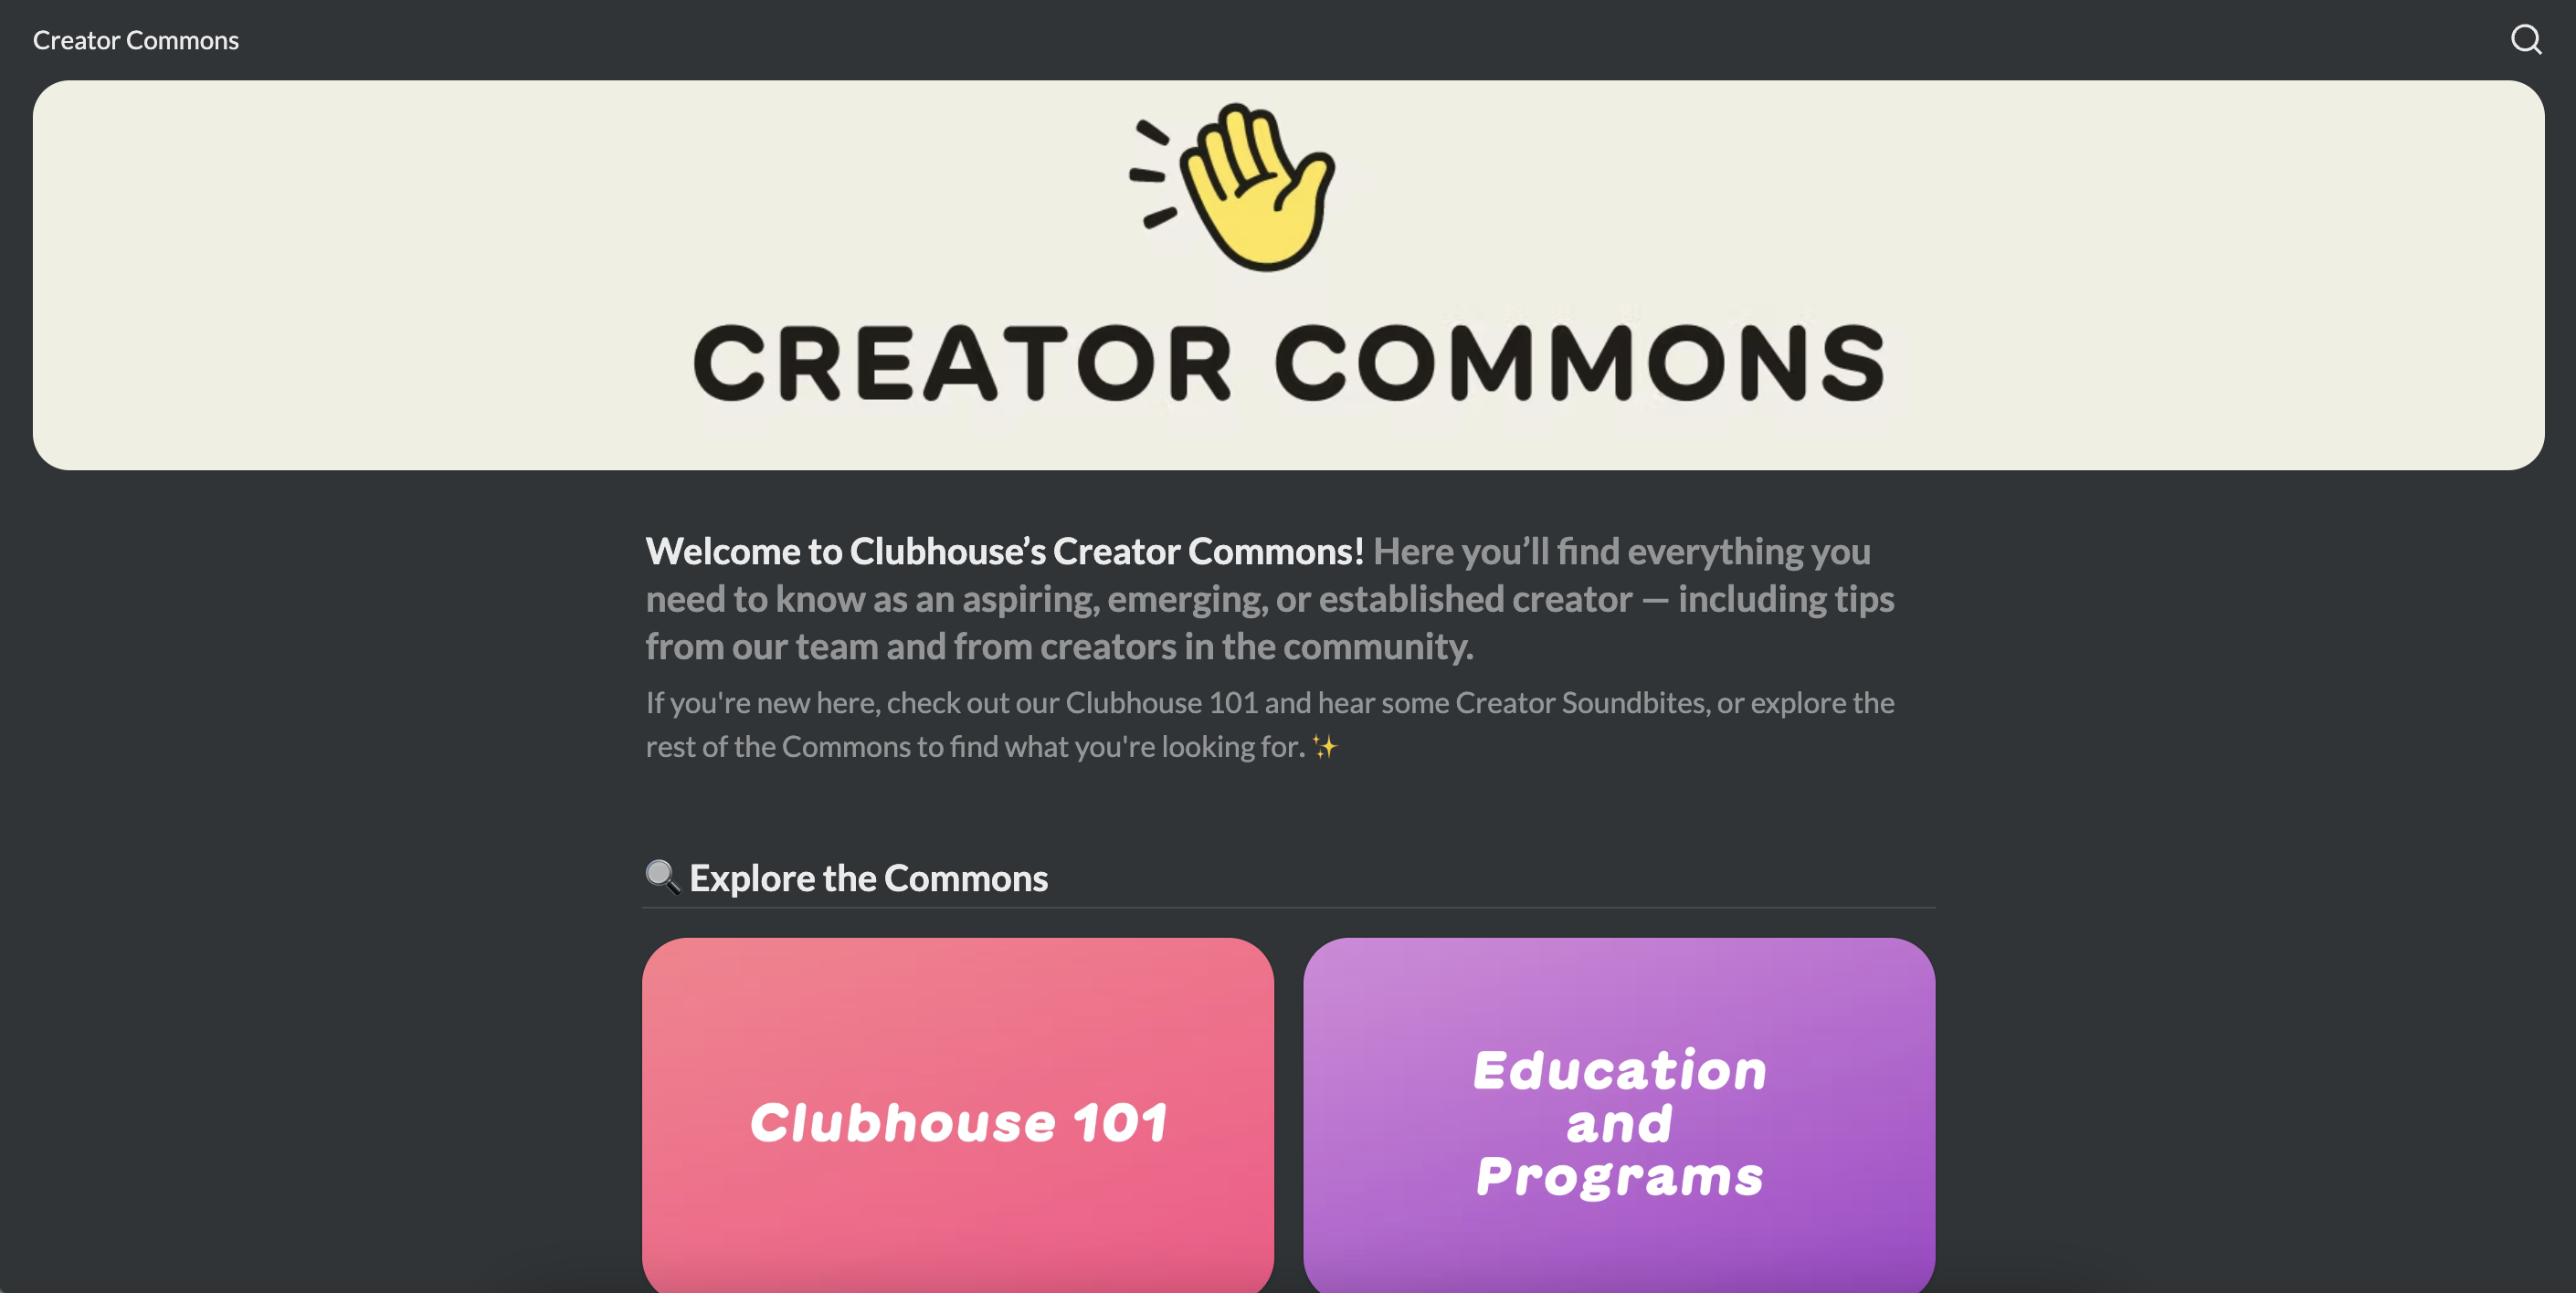 Creator Commons
CREATOR COMMONS
Welcome to Clubhouse’s Creator Commons! Here you’ll find everything you
need to know as an aspiring, emerging, or established creator — including tips
from our team and from creators in the community.
If you're new here, check out our Clubhouse 101 and hear some Creator Soundbites, or explore the
rest of the Commons to find what you're looking for. ✨
🔍 Explore the Commons
Clubhouse 101
Education
and
Programs